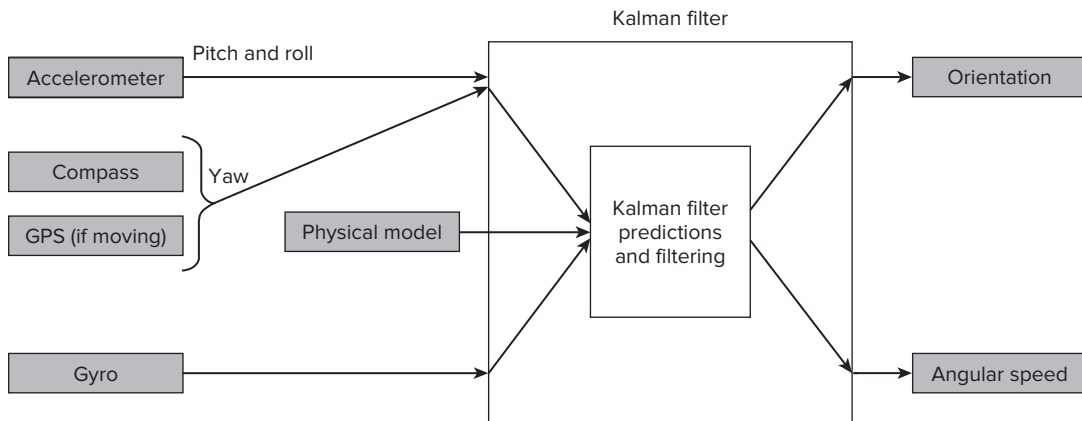 Kalman filter
Pitch and roll
Accelerometer
Orientation
Compass
Yaw
GPS (if moving)
Physical model
Kalman filter
predictions
and filtering
Gyro
Angular speed